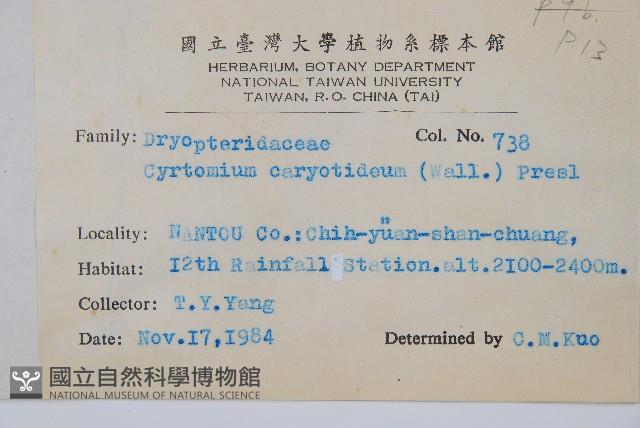 p96.
P.13
國立臺灣大學植物系標本館
HERBARIUM, BOTANY DEPARTMENT
NATIONAL TAIWAN UNIVERSITY
TAIWAN, R.O. CHINA (TAI)
Family: Dryopteridaceae Col. No. 738
Cyrtomium caryotideum (Wall.) Presl
Locality: NANTOU Co.:Chih-yüan-shan-chuang,
Habitat: I2th Rainfall Station.alt.2I00-2400m.
Collector: T.Y.Yang
Date: Nov.I7,I984 Determined by C.M.Kuo
國立自然科學博物館
NATIONAL MUSEUM OF NATURAL SCIENCE